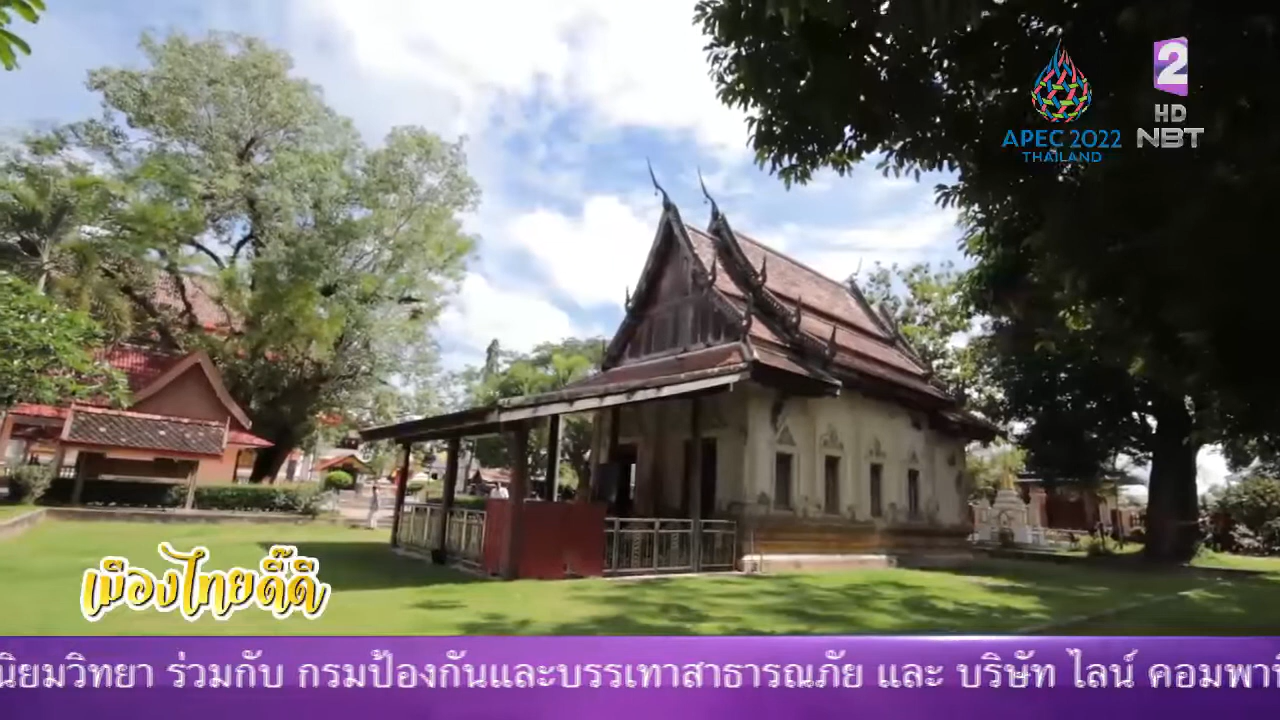 2
HD
NBT
APEC 2022
THAILAND
เมืองไทยดี๊ดี
นิยมวิทยา ร่วมกับ กรมป้องกันและบรรเทาสาธารณภัย และ บริษัท ไลน์ คอมพานี